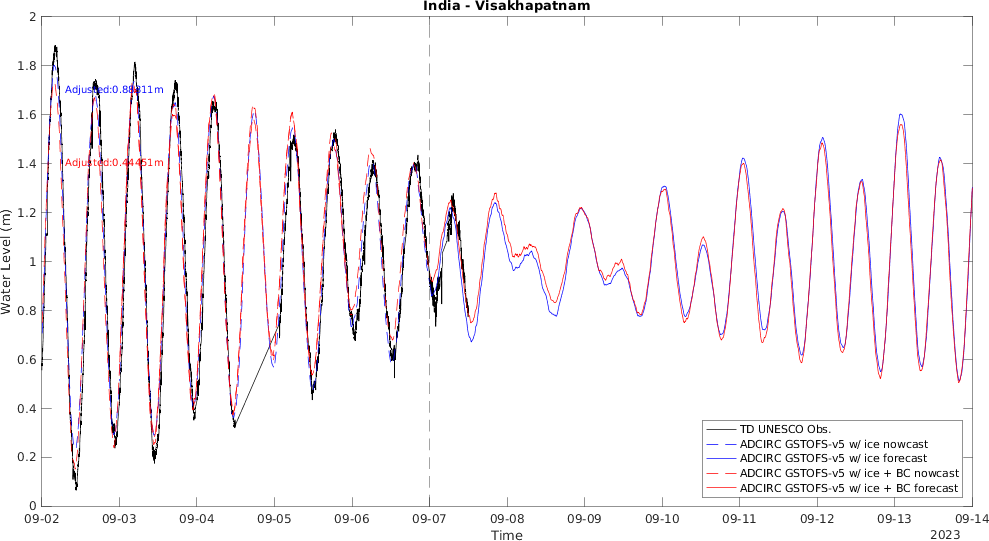 India - Visakhapatnam
Water Level (m)
2
1.8
1.6
1.4
1.2
1
0.8
0.6
0.4
0.2
0
Adjusted:0.88311m
Adjusted:0.44451m
TD UNESCO Obs.
ADCIRC GSTOFS-v5 w/ ice nowcast
ADCIRC GSTOFS-v5 w/ ice forecast
ADCIRC GSTOFS-v5 w/ ice + BC nowcast
ADCIRC GSTOFS-v5 w/ ice + BC forecast
09-02 09-03 09-04 09-05 09-06 09-07 09-08 09-09 09-10 09-11 09-12 09-13 09-14
Time
2023